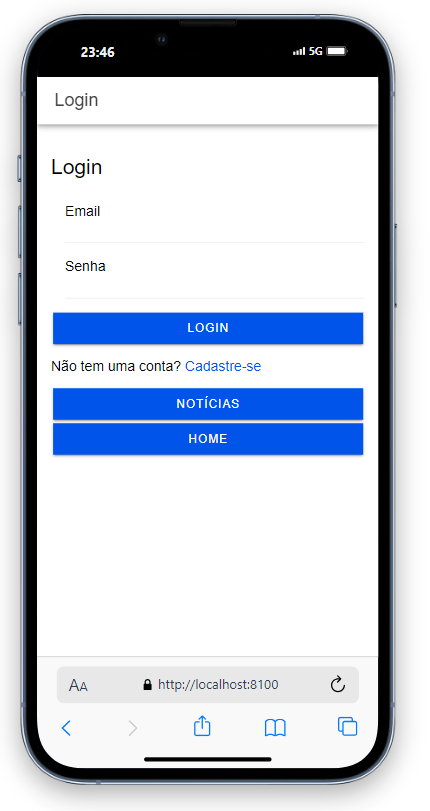 23:46 5G
Login
Login
Email
Senha
LOGIN
Não tem uma conta? Cadastre-se
NOTÍCIAS
HOME
AA http://localhost:8100